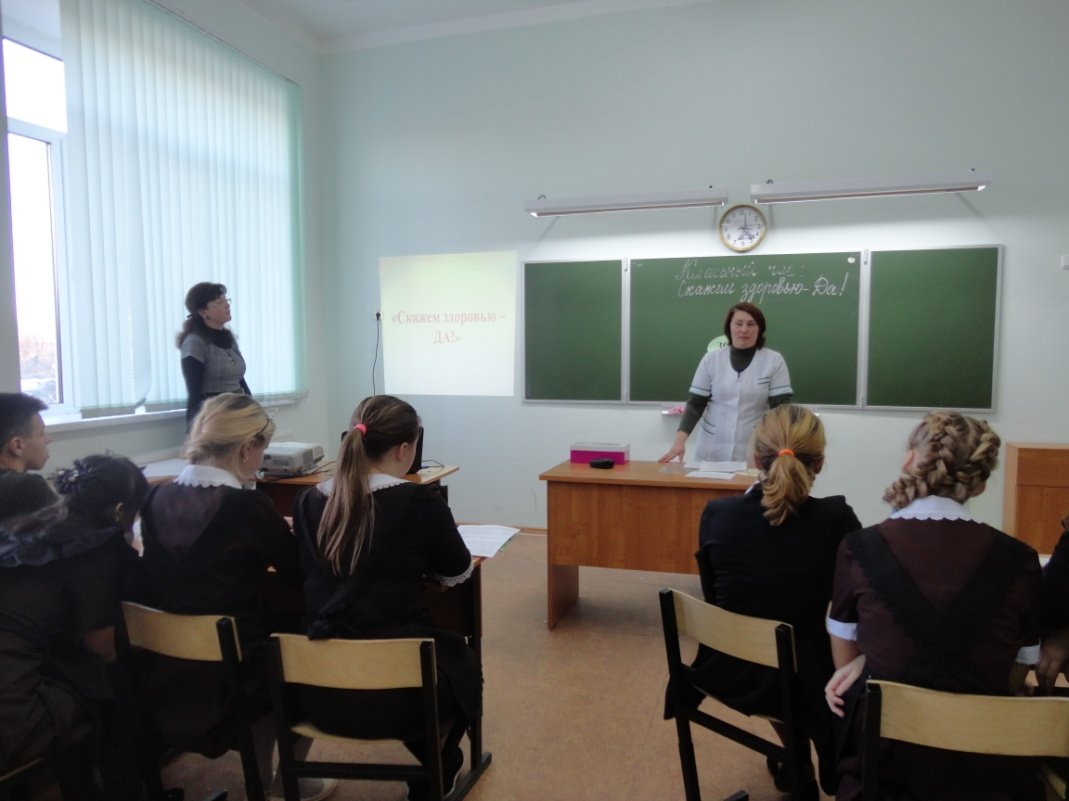 «Скажем здоровью –
ДА!»
Классный час:
Скажем здоровью - Да!